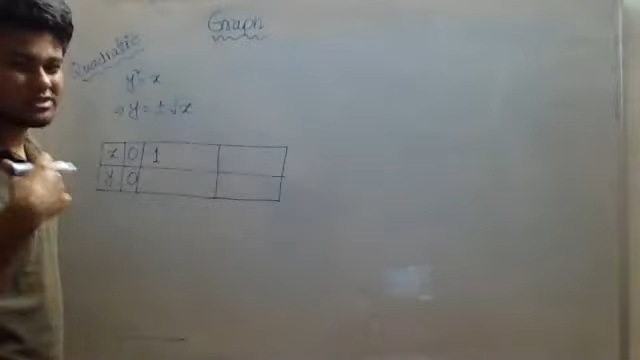 Graph
Quadratic
y² = x
⇒ y = ± √x
x 0 1
y 0